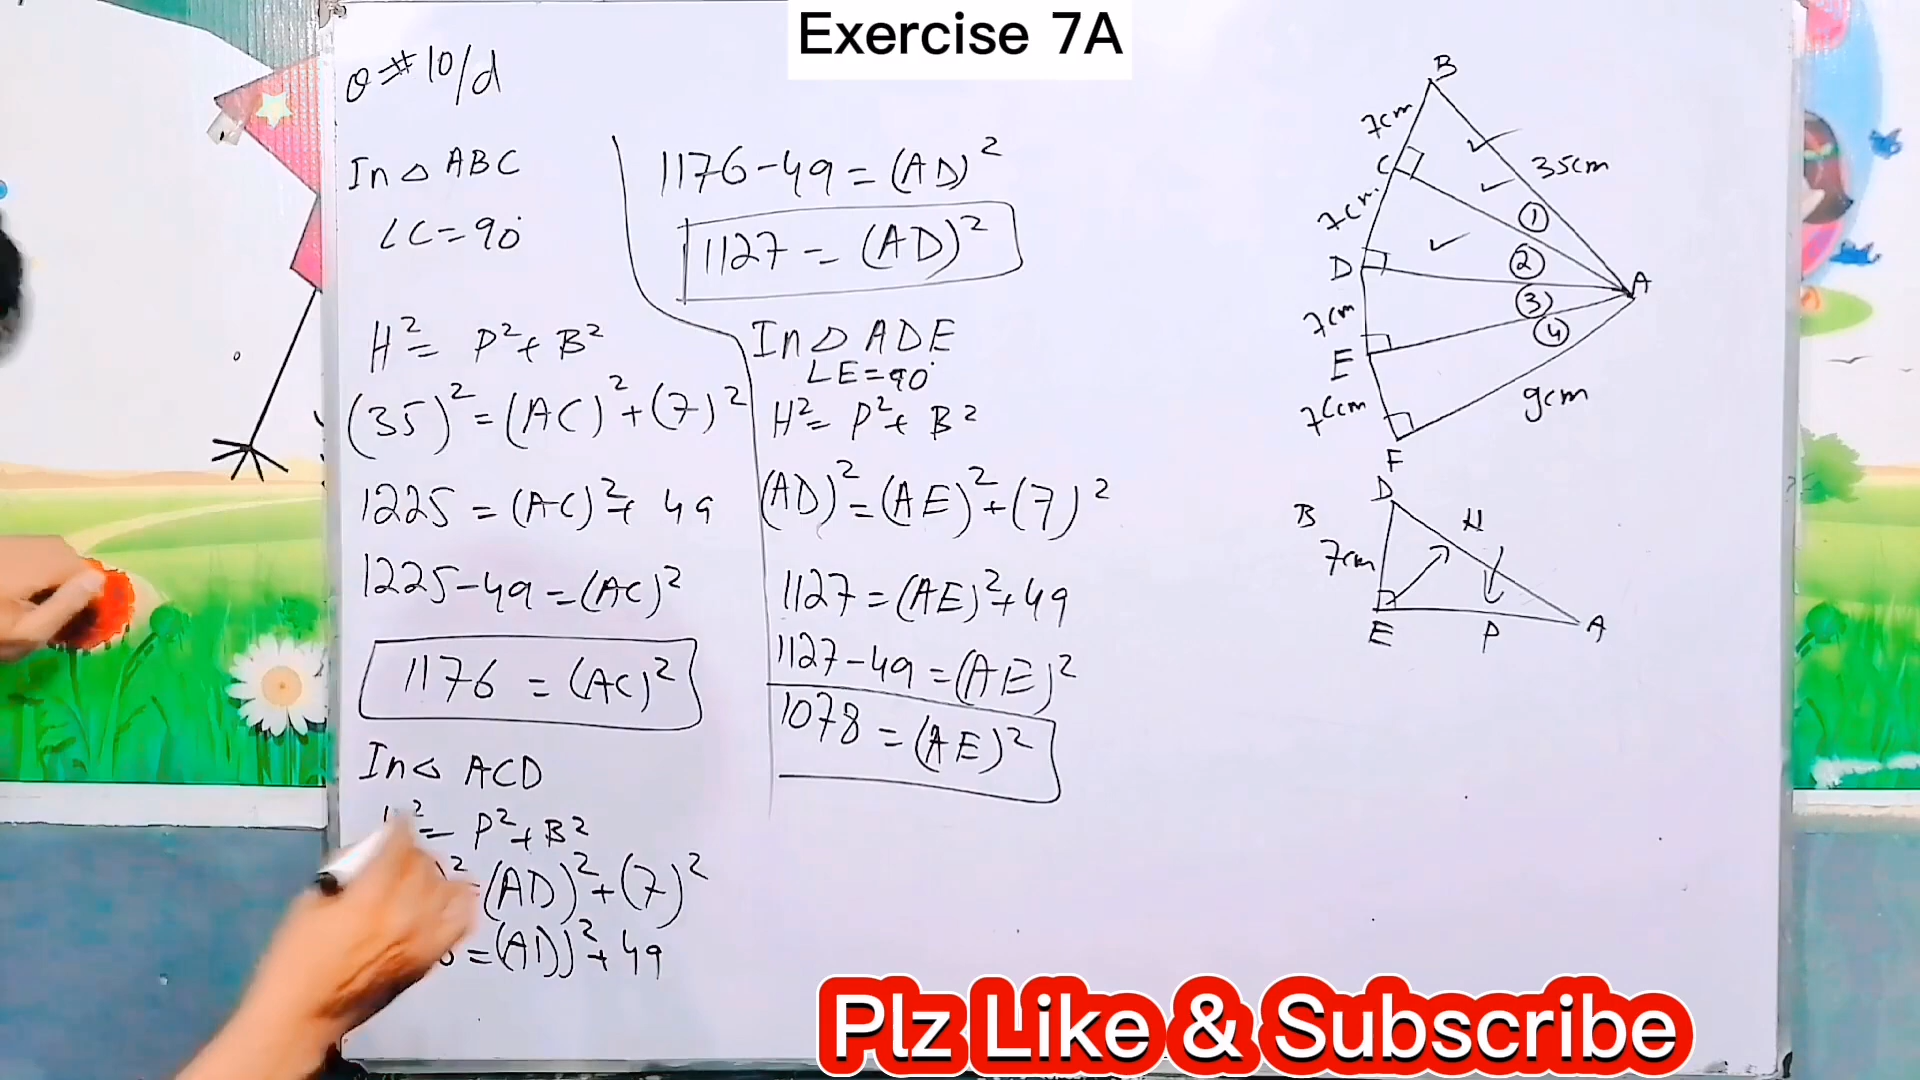 Exercise 7A
Q#10/d
In △ ABC
∠C=90°
H²= P²+B²
(35)²=(AC)²+(7)²
1225=(AC)²+49
1225-49=(AC)²
1176=(AC)²
In △ ACD
²= P²+B²
²=(AD)²+(7)²
=(AD)²+49
1176-49=(AD)²
1127=(AD)²
In △ ADE
∠E=90°
H²= P²+B²
(AD)²=(AE)²+(7)²
1127=(AE)²+49
1127-49=(AE)²
1078=(AE)²
B
7cm
C
35cm
7cm
①
D
②
A
③
7cm
④
E
7cm
9cm
F
D
B
H
7cm
E
P
A
Plz Like & Subscribe